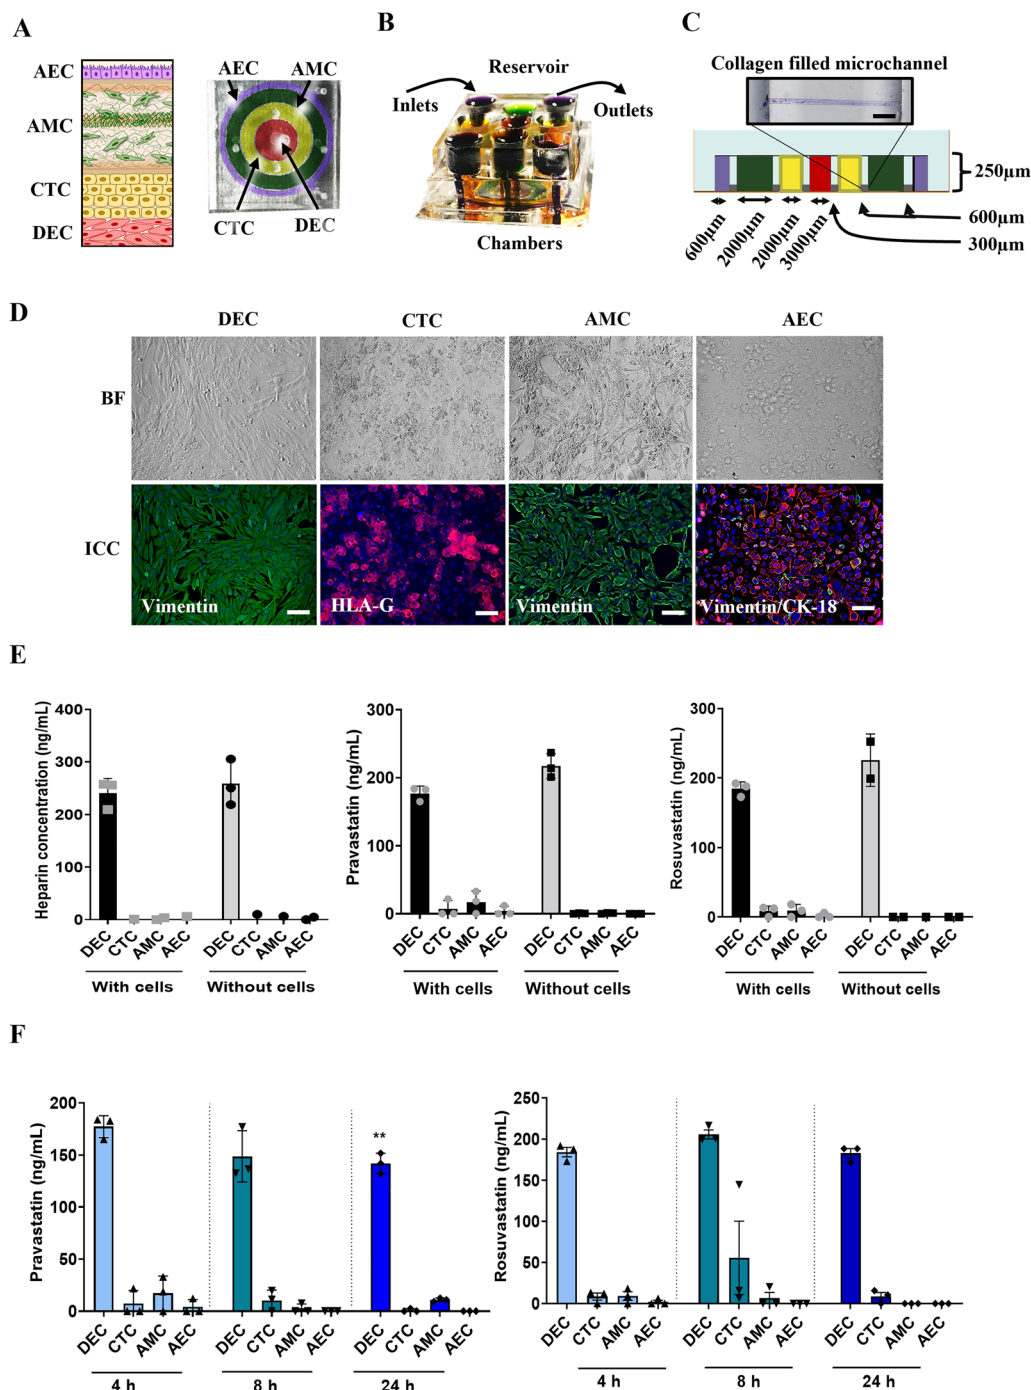 A
AEC
AMC
CTC
DEC
AEC
AMC
CTC
DEC
B
Reservoir
Inlets
Outlets
Chambers
C
Collagen filled microchannel
250µm
600µm
300µm
600µm
2000µm
2000µm
3000µm
D
DEC
CTC
AMC
AEC
BF
ICC
Vimentin
HLA-G
Vimentin
Vimentin/CK-18
E
Heparin concentration (ng/mL)
400
300
200
100
0
DEC
CTC
AMC
AEC
DEC
CTC
AMC
AEC
With cells
Without cells
Pravastatin (ng/mL)
300
200
100
0
DEC
CTC
AMC
AEC
DEC
CTC
AMC
AEC
With cells
Without cells
Rosuvastatin (ng/mL)
300
200
100
0
DEC
CTC
AMC
AEC
DEC
CTC
AMC
AEC
With cells
Without cells
F
Pravastatin (ng/mL)
200
150
100
50
0
**
DEC
CTC
AMC
AEC
DEC
CTC
AMC
AEC
DEC
CTC
AMC
AEC
4 h
8 h
24 h
Rosuvastatin (ng/mL)
250
200
150
100
50
0
DEC
CTC
AMC
AEC
DEC
CTC
AMC
AEC
DEC
CTC
AMC
AEC
4 h
8 h
24 h